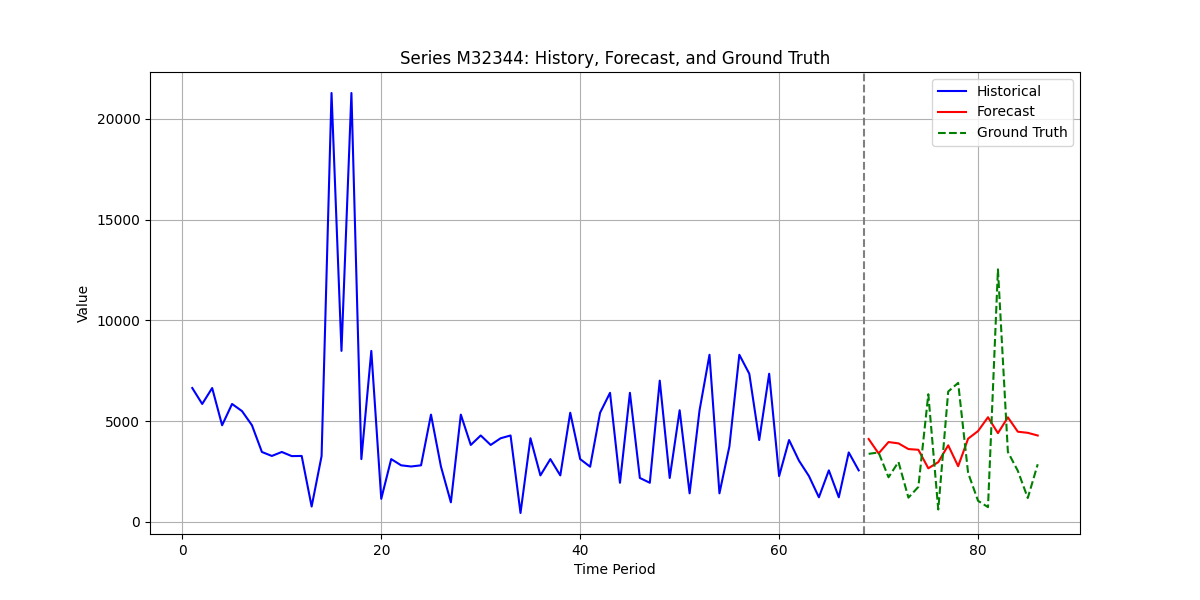 Series M32344: History, Forecast, and Ground Truth
Historical
Forecast
Ground Truth
20000
15000
10000
5000
0
Value
0 20 40 60 80
Time Period